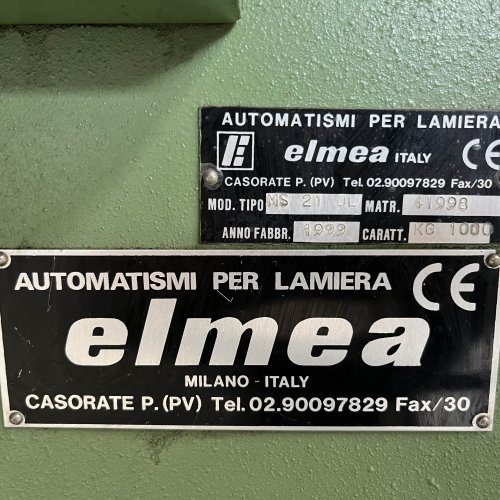 AUTOMATISMI PER LAMIERA
E elmea ITALY CE
CASORATE P. (PV) Tel. 02.90097829 Fax/30
MOD. TIPO MS 21 JL MATR. 41998
ANNO FABBR. 1999 CARATT. KG 1000
AUTOMATISMI PER LAMIERA CE
elmea
MILANO - ITALY
CASORATE P. (PV) Tel. 02.90097829 Fax/30